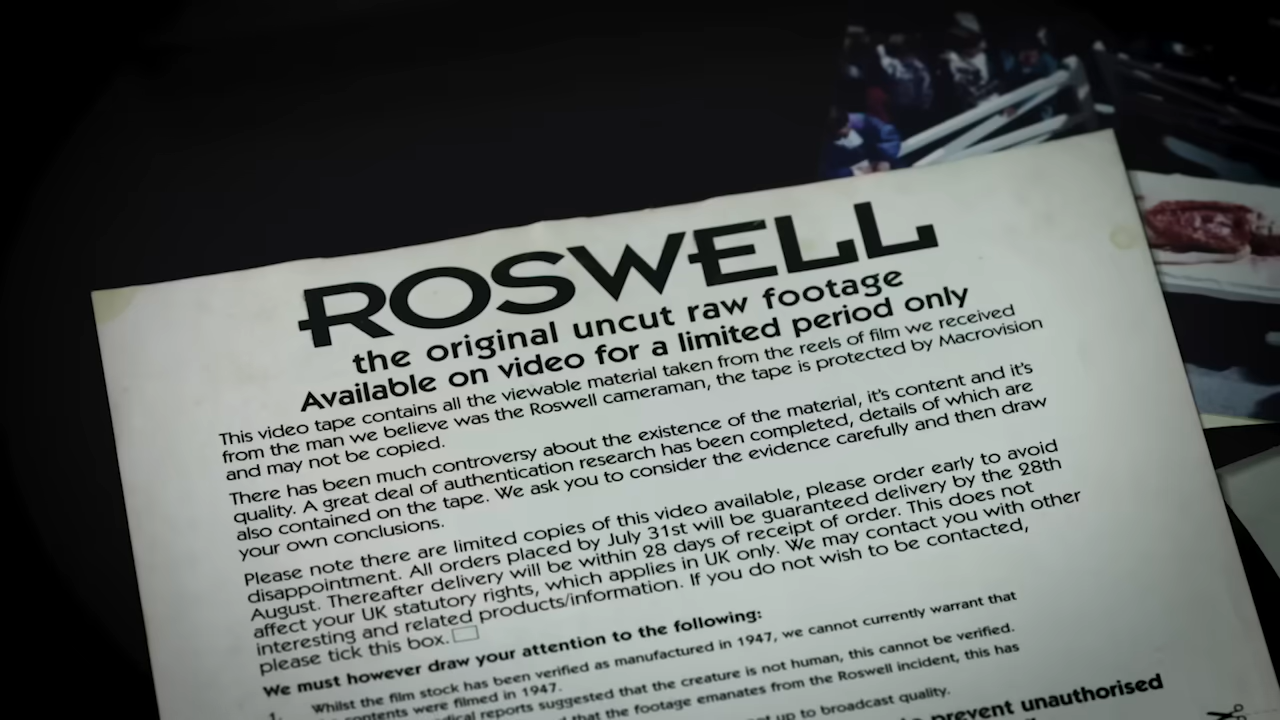 ROSWELL
the original uncut raw footage
Available on video for a limited period only
This video tape contains all the viewable material taken from the reels of film we received
from the man we believe was the Roswell cameraman, the tape is protected by Macrovision
and may not be copied.
There has been much controversy about the existence of the material, it's content and it's
quality. A great deal of authentication research has been completed, details of which are
also contained on the tape. We ask you to consider the evidence carefully and then draw
your own conclusions.
Please note there are limited copies of this video available, please order early to avoid
disappointment. All orders placed by July 31st will be guaranteed delivery by the 28th
August. Thereafter delivery will be within 28 days of receipt of order. This does not
affect your UK statutory rights, which applies in UK only. We may contact you with other
interesting and related products/information. If you do not wish to be contacted,
please tick this box.
We must however draw your attention to the following:
1. Whilst the film stock has been verified as manufactured in 1947, we cannot currently warrant that
contents were filmed in 1947.
reports suggested that the creature is not human, this cannot be verified.
that the footage emanates from the Roswell incident, this has
up to broadcast quality.
prevent unauthorised